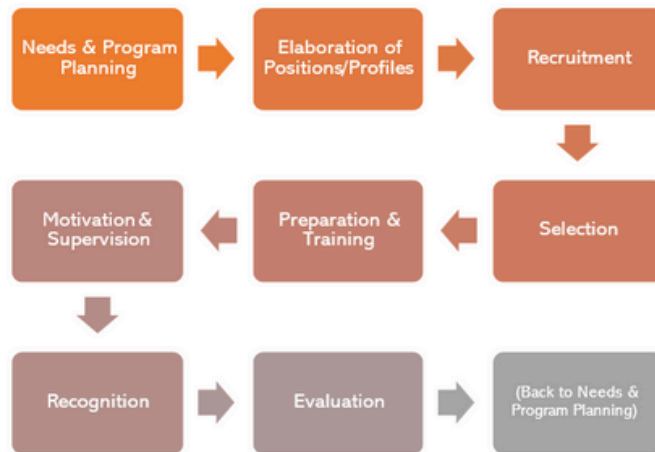 Needs & Program
Planning
Elaboration of
Positions/Profiles
Recruitment
Motivation &
Supervision
Preparation &
Training
Selection
Recognition
Evaluation
(Back to Needs &
Program Planning)